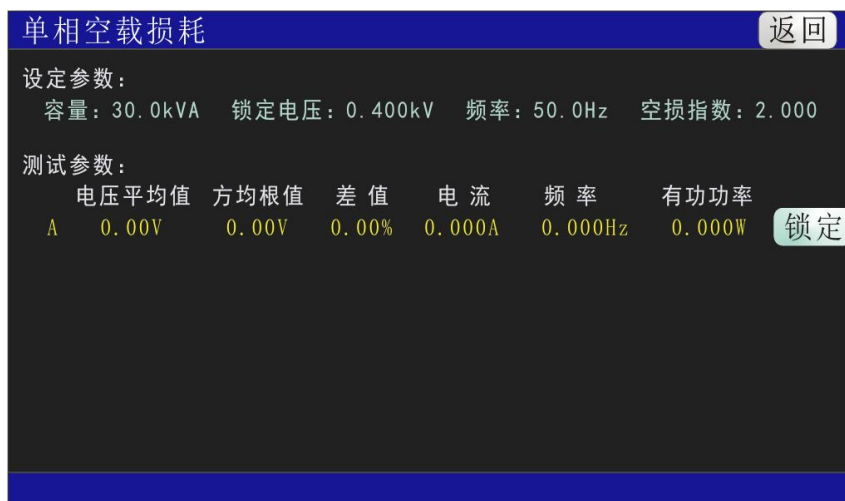 单相空载损耗 返回
设定参数：
容量：30.0kVA 锁定电压：0.400kV 频率：50.0Hz 空损指数：2.000
测试参数：
电压平均值 方均根值 差值 电流 频率 有功功率
A 0.00V 0.00V 0.00% 0.000A 0.000Hz 0.000W 锁定